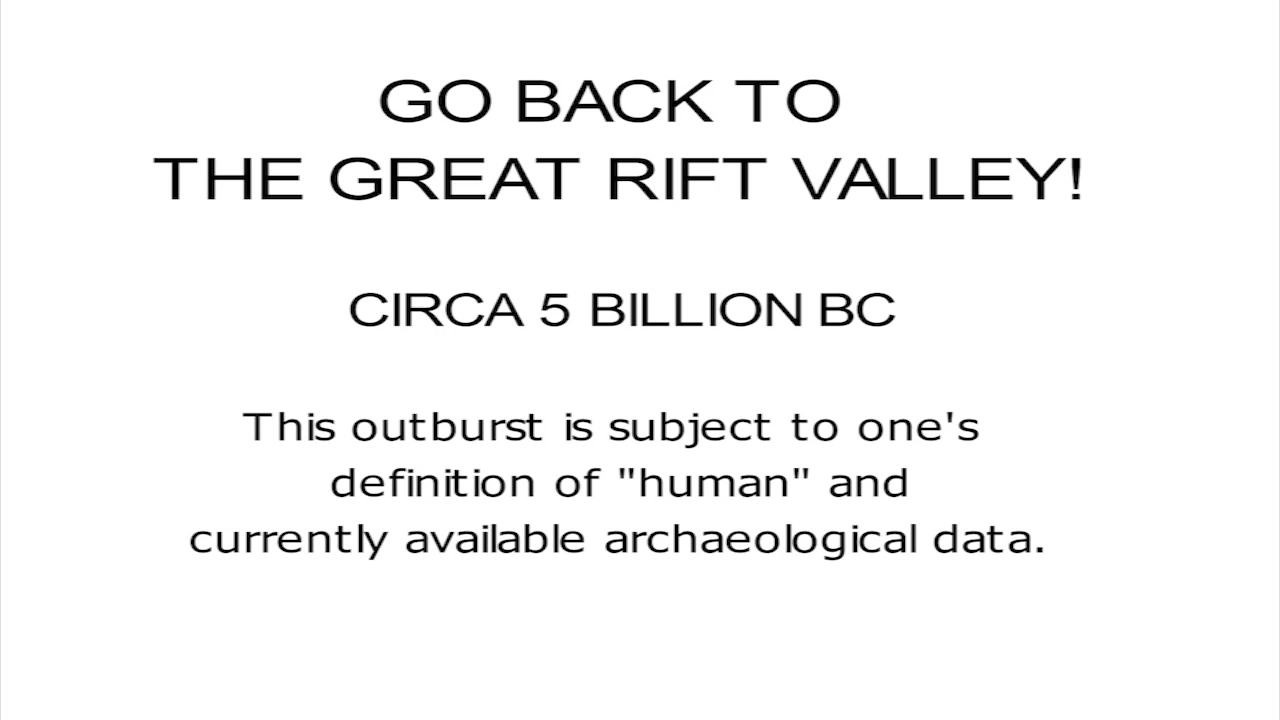 GO BACK TO
THE GREAT RIFT VALLEY!
CIRCA 5 BILLION BC
This outburst is subject to one's
definition of "human" and
currently available archaeological data.